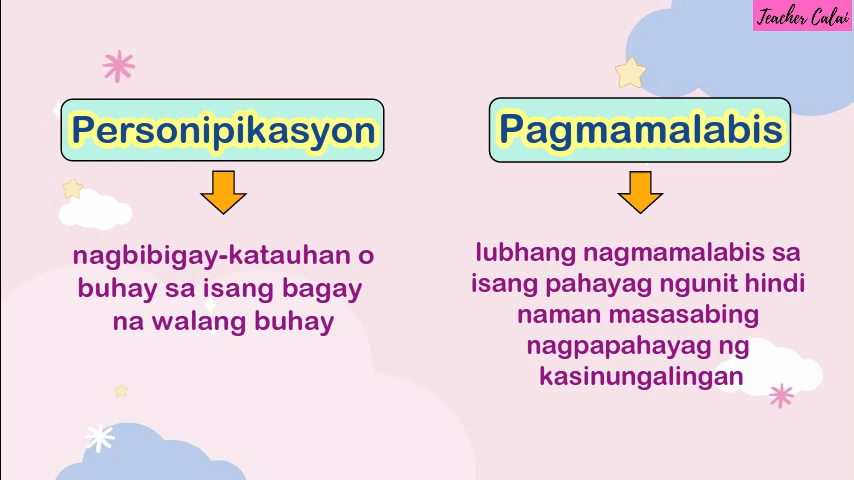 Teacher Calai
Personipikasyon
nagbibigay-katauhan o
buhay sa isang bagay
na walang buhay
Pagmamalabis
lubhang nagmamalabis sa
isang pahayag ngunit hindi
naman masasabing
nagpapahayag ng
kasinungalingan